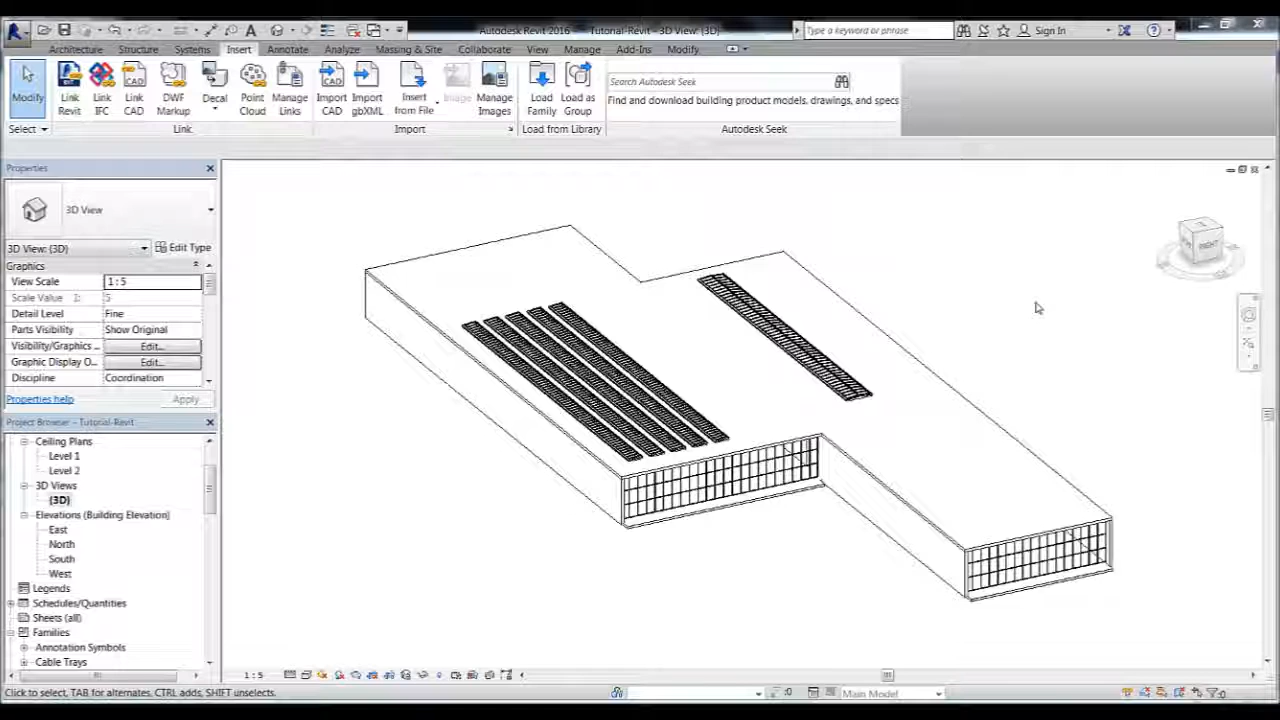 Autodesk Revit 2016 - Tutorial-Revit - 3D View: {3D}
Type a keyword or phrase
Sign In
Architecture Structure Systems Insert Annotate Analyze Massing & Site Collaborate View Manage Add-Ins Modify
Modify
Link Revit
Link IFC
Link CAD
DWF Markup
Decal
Point Cloud
Manage Links
Import CAD
Import gbXML
Insert from File
Image
Manage Images
Load Family
Load as Group
Search Autodesk Seek
Find and download building product models, drawings, and specs
Select Link Import Load from Library Autodesk Seek
Properties
3D View
3D View: {3D} Edit Type
Graphics
View Scale 1 : 5
Scale Value 1: 5
Detail Level Fine
Parts Visibility Show Original
Visibility/Graphics ... Edit...
Graphic Display O... Edit...
Discipline Coordination
Properties help Apply
Project Browser - Tutorial-Revit
Ceiling Plans
Level 1
Level 2
3D Views
{3D}
Elevations (Building Elevation)
East
North
South
West
Legends
Schedules/Quantities
Sheets (all)
Families
Annotation Symbols
Cable Trays
RIGHT
1 : 5
Click to select, TAB for alternates, CTRL adds, SHIFT unselects.
:0
Main Model
:0